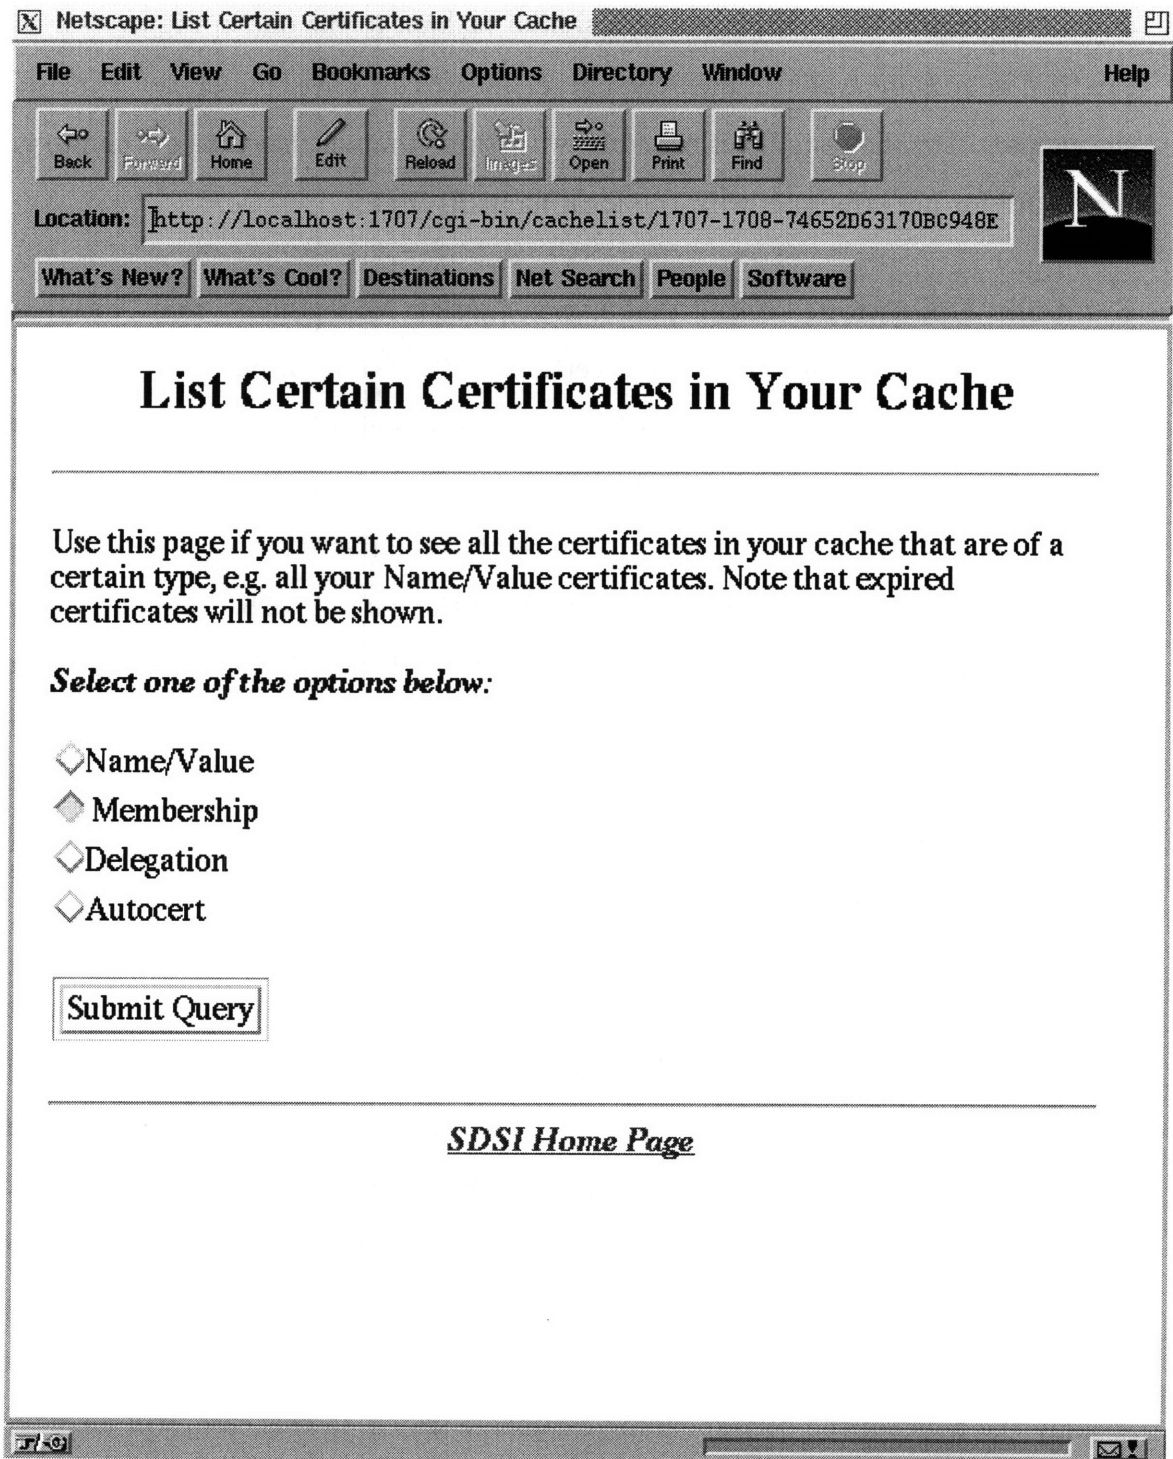 X Netscape: List Certain Certificates in Your Cache
File Edit View Go Bookmarks Options Directory Window Help
Back Forward Home Edit Reload Images Open Print Find Stop
Location: http://localhost:1707/cgi-bin/cachelist/1707-1708-74652D63170BC948E
N
What's New? What's Cool? Destinations Net Search People Software
List Certain Certificates in Your Cache
Use this page if you want to see all the certificates in your cache that are of a
certain type, e.g. all your Name/Value certificates. Note that expired
certificates will not be shown.
Select one of the options below:
Name/Value
Membership
Delegation
Autocert
Submit Query
SDSI Home Page